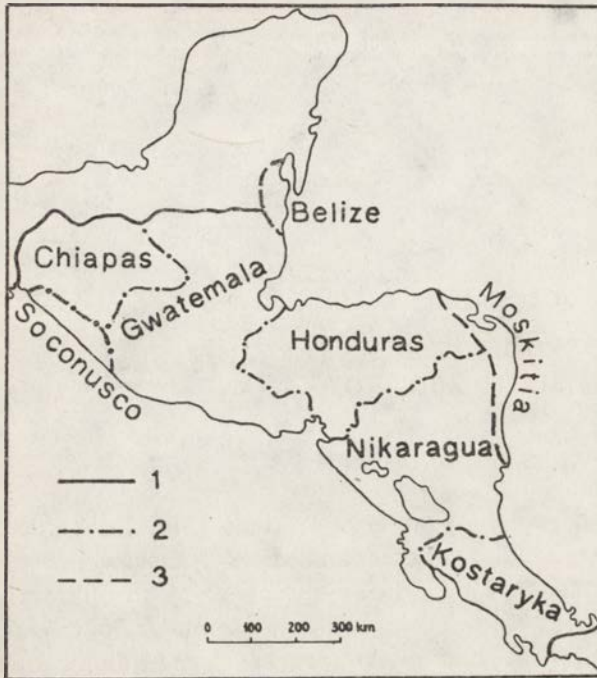 Belize
Chiapas
Gwatemala
Soconusco
Honduras
Moskitia
Nikaragua
1
2
3
Kostaryka
0 100 200 300 km